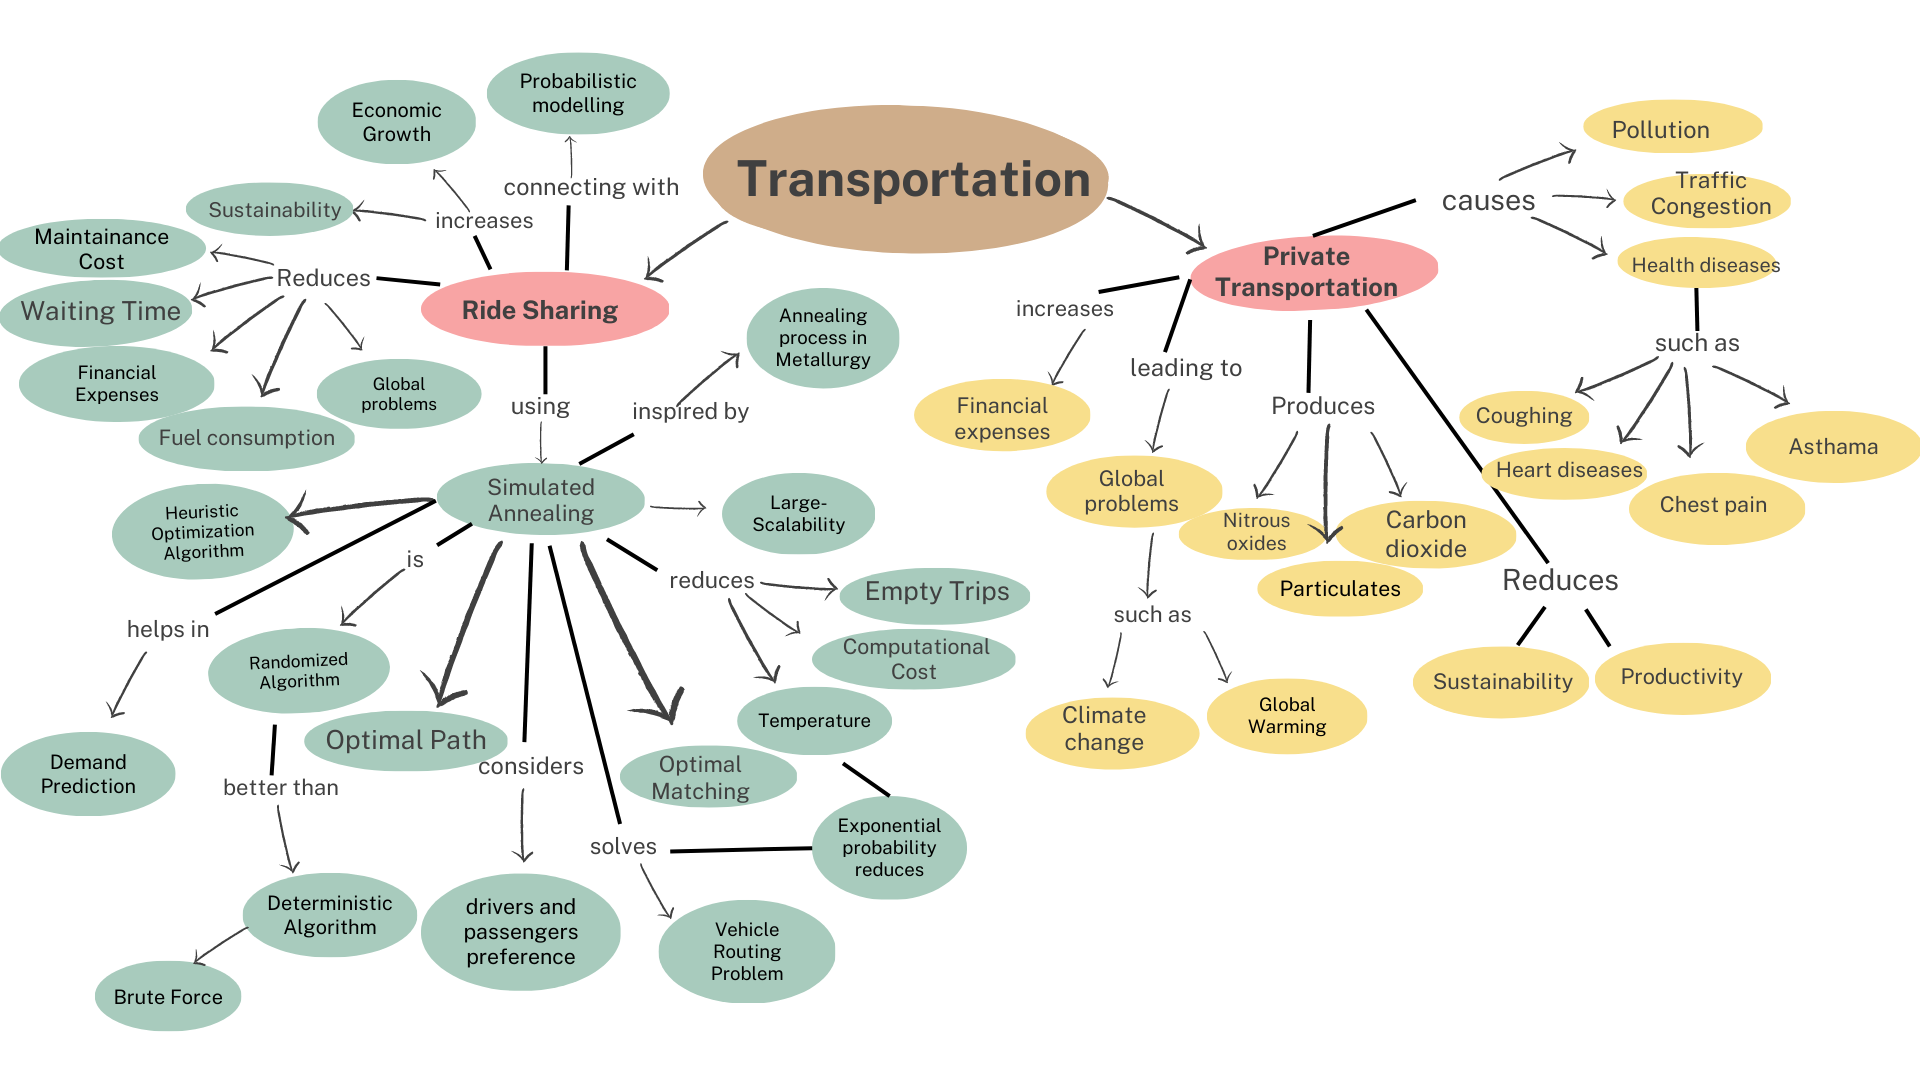 Transportation
Probabilistic
modelling
Economic
Growth
connecting with
increases
Sustainability
Maintainance
Cost
Reduces
Waiting Time
Financial
Expenses
Fuel consumption
Global
problems
Ride Sharing
using
inspired by
Annealing
process in
Metallurgy
Simulated
Annealing
Large-
Scalability
Heuristic
Optimization
Algorithm
is
helps in
Demand
Prediction
Randomized
Algorithm
better than
Deterministic
Algorithm
Brute Force
Optimal Path
considers
drivers and
passengers
preference
Optimal
Matching
solves
Vehicle
Routing
Problem
reduces
Empty Trips
Computational
Cost
Temperature
Exponential
probability
reduces
Private
Transportation
causes
Pollution
Traffic
Congestion
Health diseases
such as
Coughing
Heart diseases
Chest pain
Asthama
increases
Financial
expenses
leading to
Global
problems
such as
Climate
change
Global
Warming
Produces
Nitrous
oxides
Particulates
Carbon
dioxide
Reduces
Sustainability
Productivity